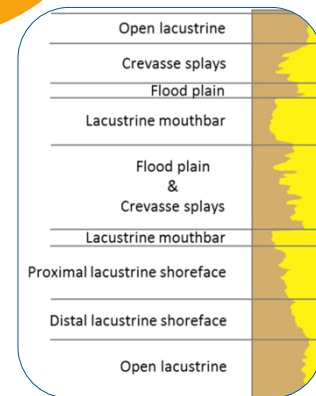 Open lacustrine
Crevasse splays
Flood plain
Lacustrine mouthbar
Flood plain
&
Crevasse splays
Lacustrine mouthbar
Proximal lacustrine shoreface
Distal lacustrine shoreface
Open lacustrine